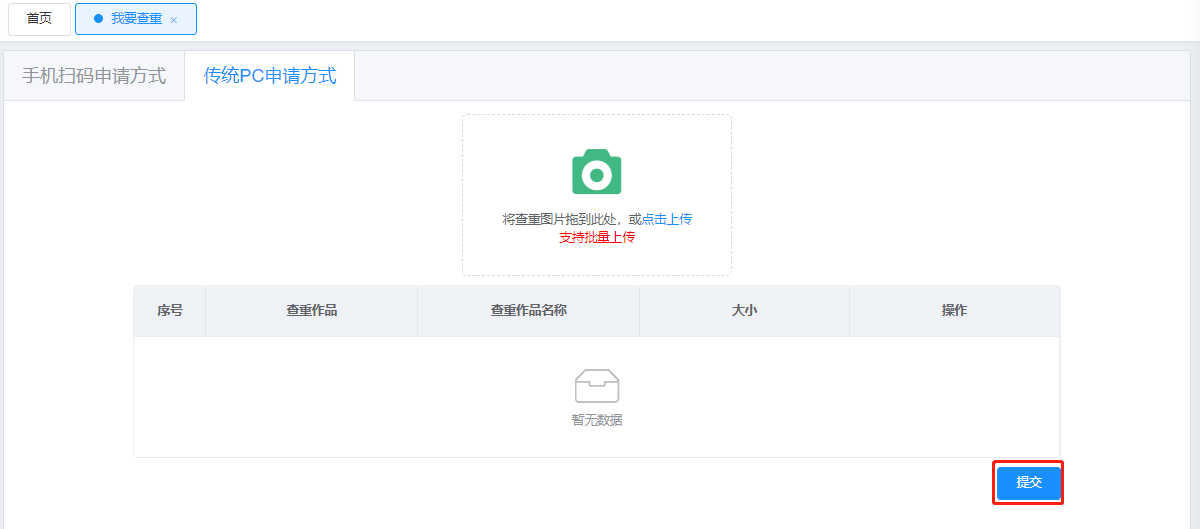 首页
我要查重 ×
手机扫码申请方式 传统PC申请方式
将查重图片拖到此处，或点击上传
支持批量上传
序号 查重作品 查重作品名称 大小 操作
暂无数据
提交